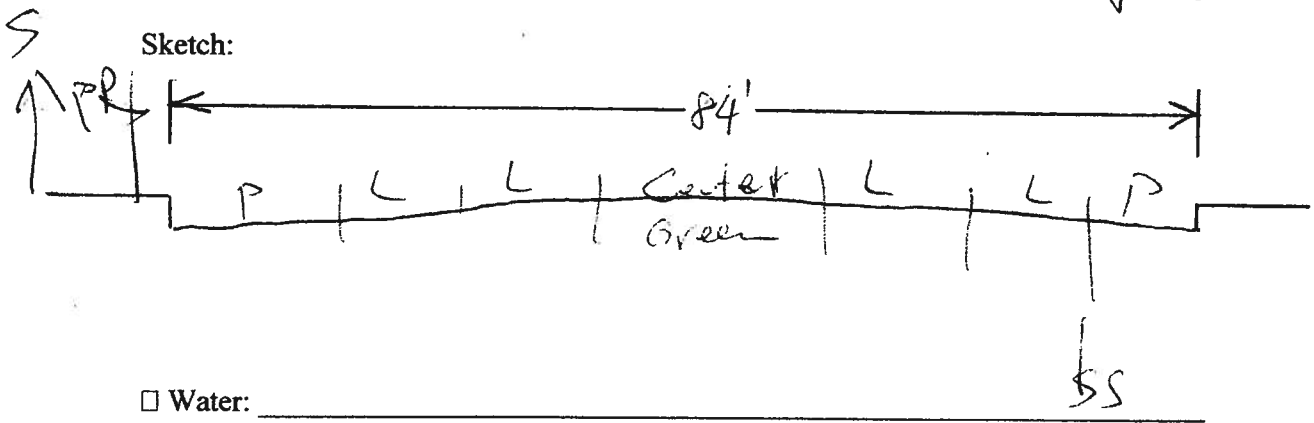 S
Sketch:
PR
84'
P L L Center L L P
Green
SS
☐ Water: